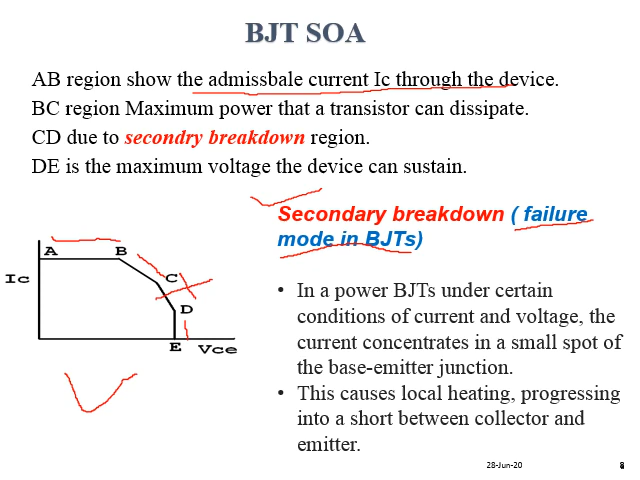 BJT SOA
AB region show the admissbale current Ic through the device.
BC region Maximum power that a transistor can dissipate.
CD due to secondry breakdown region.
DE is the maximum voltage the device can sustain.
Secondary breakdown ( failure
mode in BJTs)
A
B
Ic
C
D
E
Vce
• In a power BJTs under certain
conditions of current and voltage, the
current concentrates in a small spot of
the base-emitter junction.
• This causes local heating, progressing
into a short between collector and
emitter.
28-Jun-20